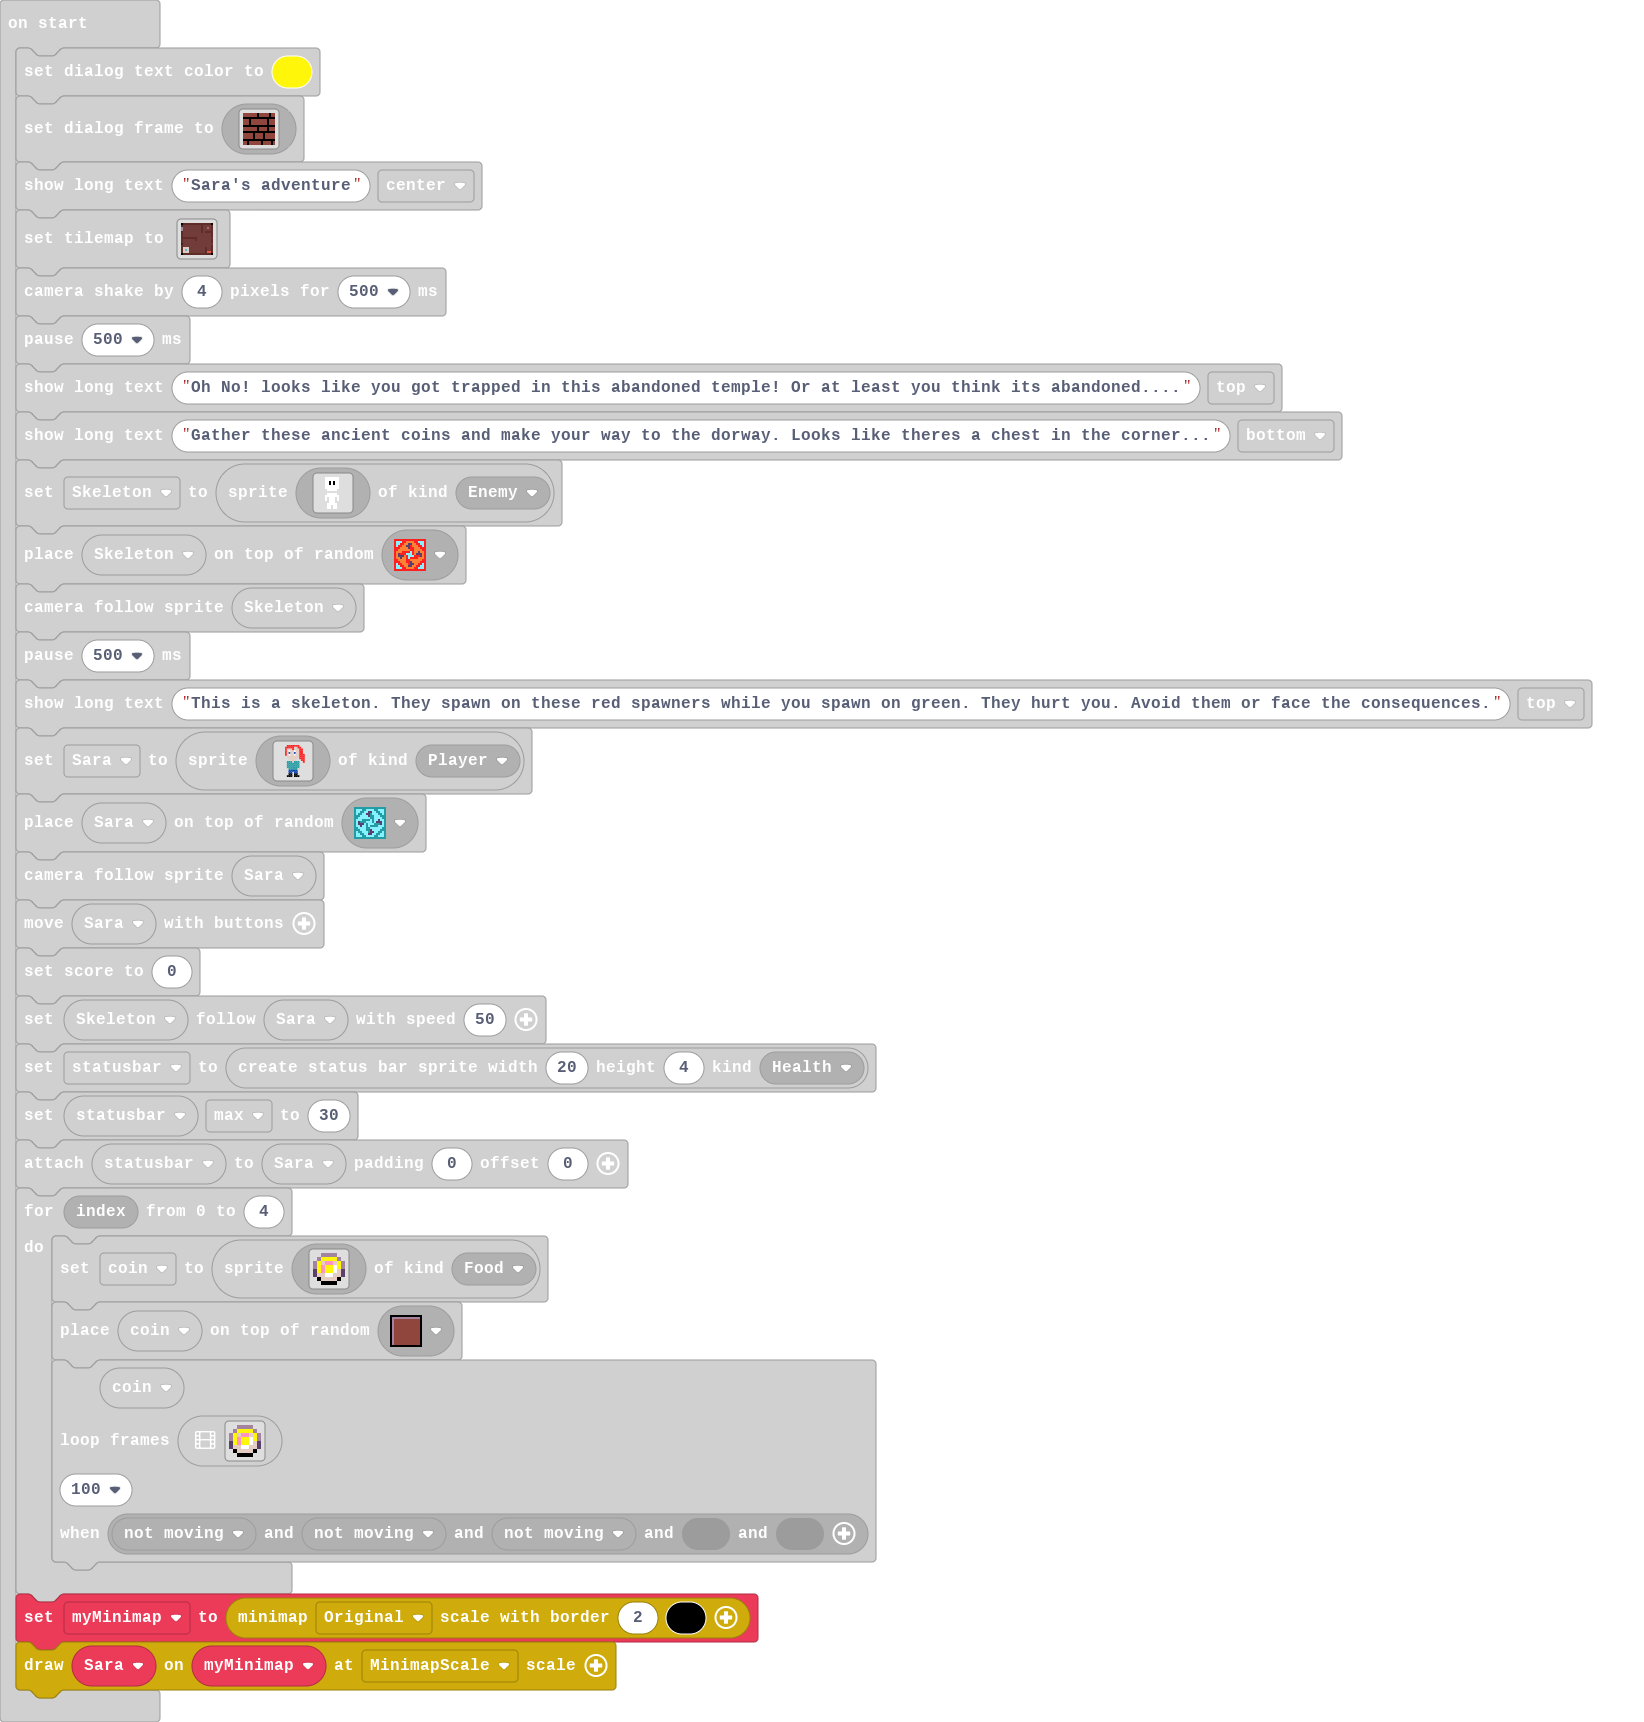 on start
set dialog text color to
set dialog frame to
show long text "Sara's adventure" center
set tilemap to
camera shake by 4 pixels for 500 ms
pause 500 ms
show long text "Oh No! looks like you got trapped in this abandoned temple! Or at least you think its abandoned...." top
show long text "Gather these ancient coins and make your way to the dorway. Looks like theres a chest in the corner..." bottom
set Skeleton to sprite of kind Enemy
place Skeleton on top of random
camera follow sprite Skeleton
pause 500 ms
show long text "This is a skeleton. They spawn on these red spawners while you spawn on green. They hurt you. Avoid them or face the consequences." top
set Sara to sprite of kind Player
place Sara on top of random
camera follow sprite Sara
move Sara with buttons
set score to 0
set Skeleton follow Sara with speed 50
set statusbar to create status bar sprite width 20 height 4 kind Health
set statusbar max to 30
attach statusbar to Sara padding 0 offset 0
for index from 0 to 4
do
set coin to sprite of kind Food
place coin on top of random
coin
loop frames
100
when not moving and not moving and not moving and and
set myMinimap to minimap Original scale with border 2
draw Sara on myMinimap at MinimapScale scale